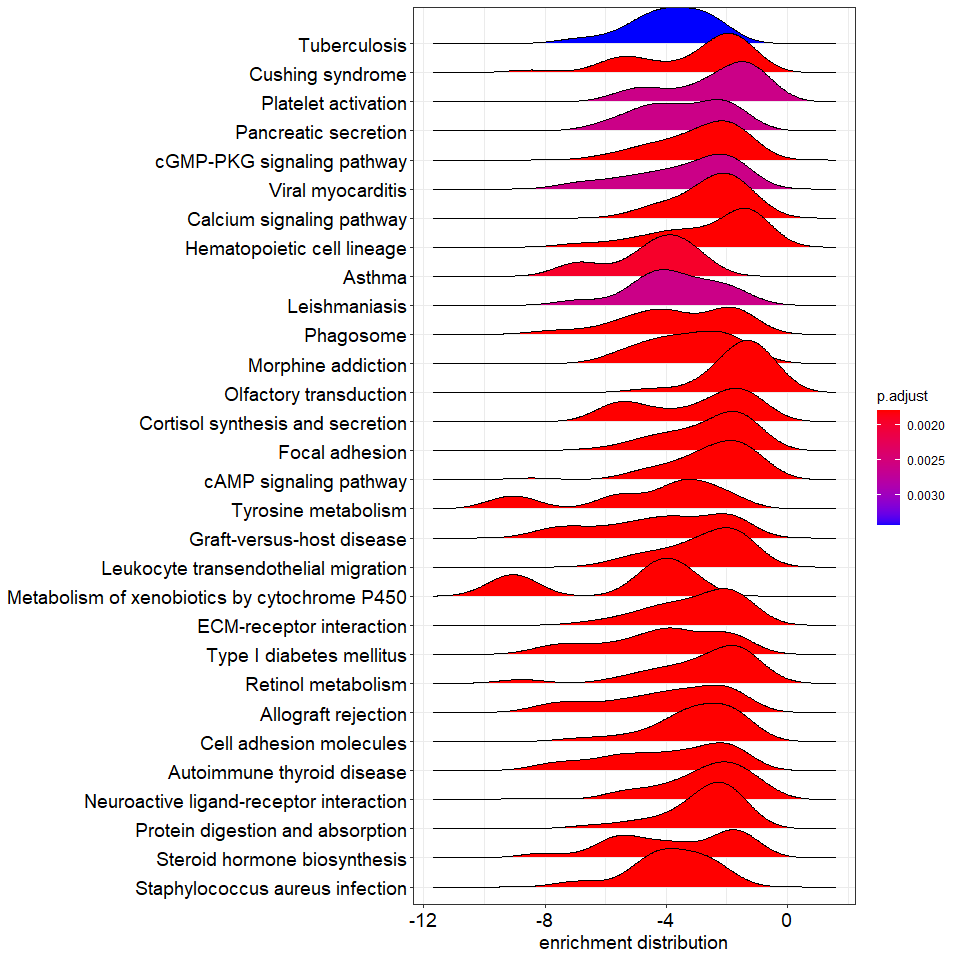 Tuberculosis
Cushing syndrome
Platelet activation
Pancreatic secretion
cGMP-PKG signaling pathway
Viral myocarditis
Calcium signaling pathway
Hematopoietic cell lineage
Asthma
Leishmaniasis
Phagosome
Morphine addiction
Olfactory transduction
Cortisol synthesis and secretion
Focal adhesion
cAMP signaling pathway
Tyrosine metabolism
Graft-versus-host disease
Leukocyte transendothelial migration
Metabolism of xenobiotics by cytochrome P450
ECM-receptor interaction
Type I diabetes mellitus
Retinol metabolism
Allograft rejection
Cell adhesion molecules
Autoimmune thyroid disease
Neuroactive ligand-receptor interaction
Protein digestion and absorption
Steroid hormone biosynthesis
Staphylococcus aureus infection
-12 -8 -4 0
enrichment distribution
p.adjust
0.0020
0.0025
0.0030